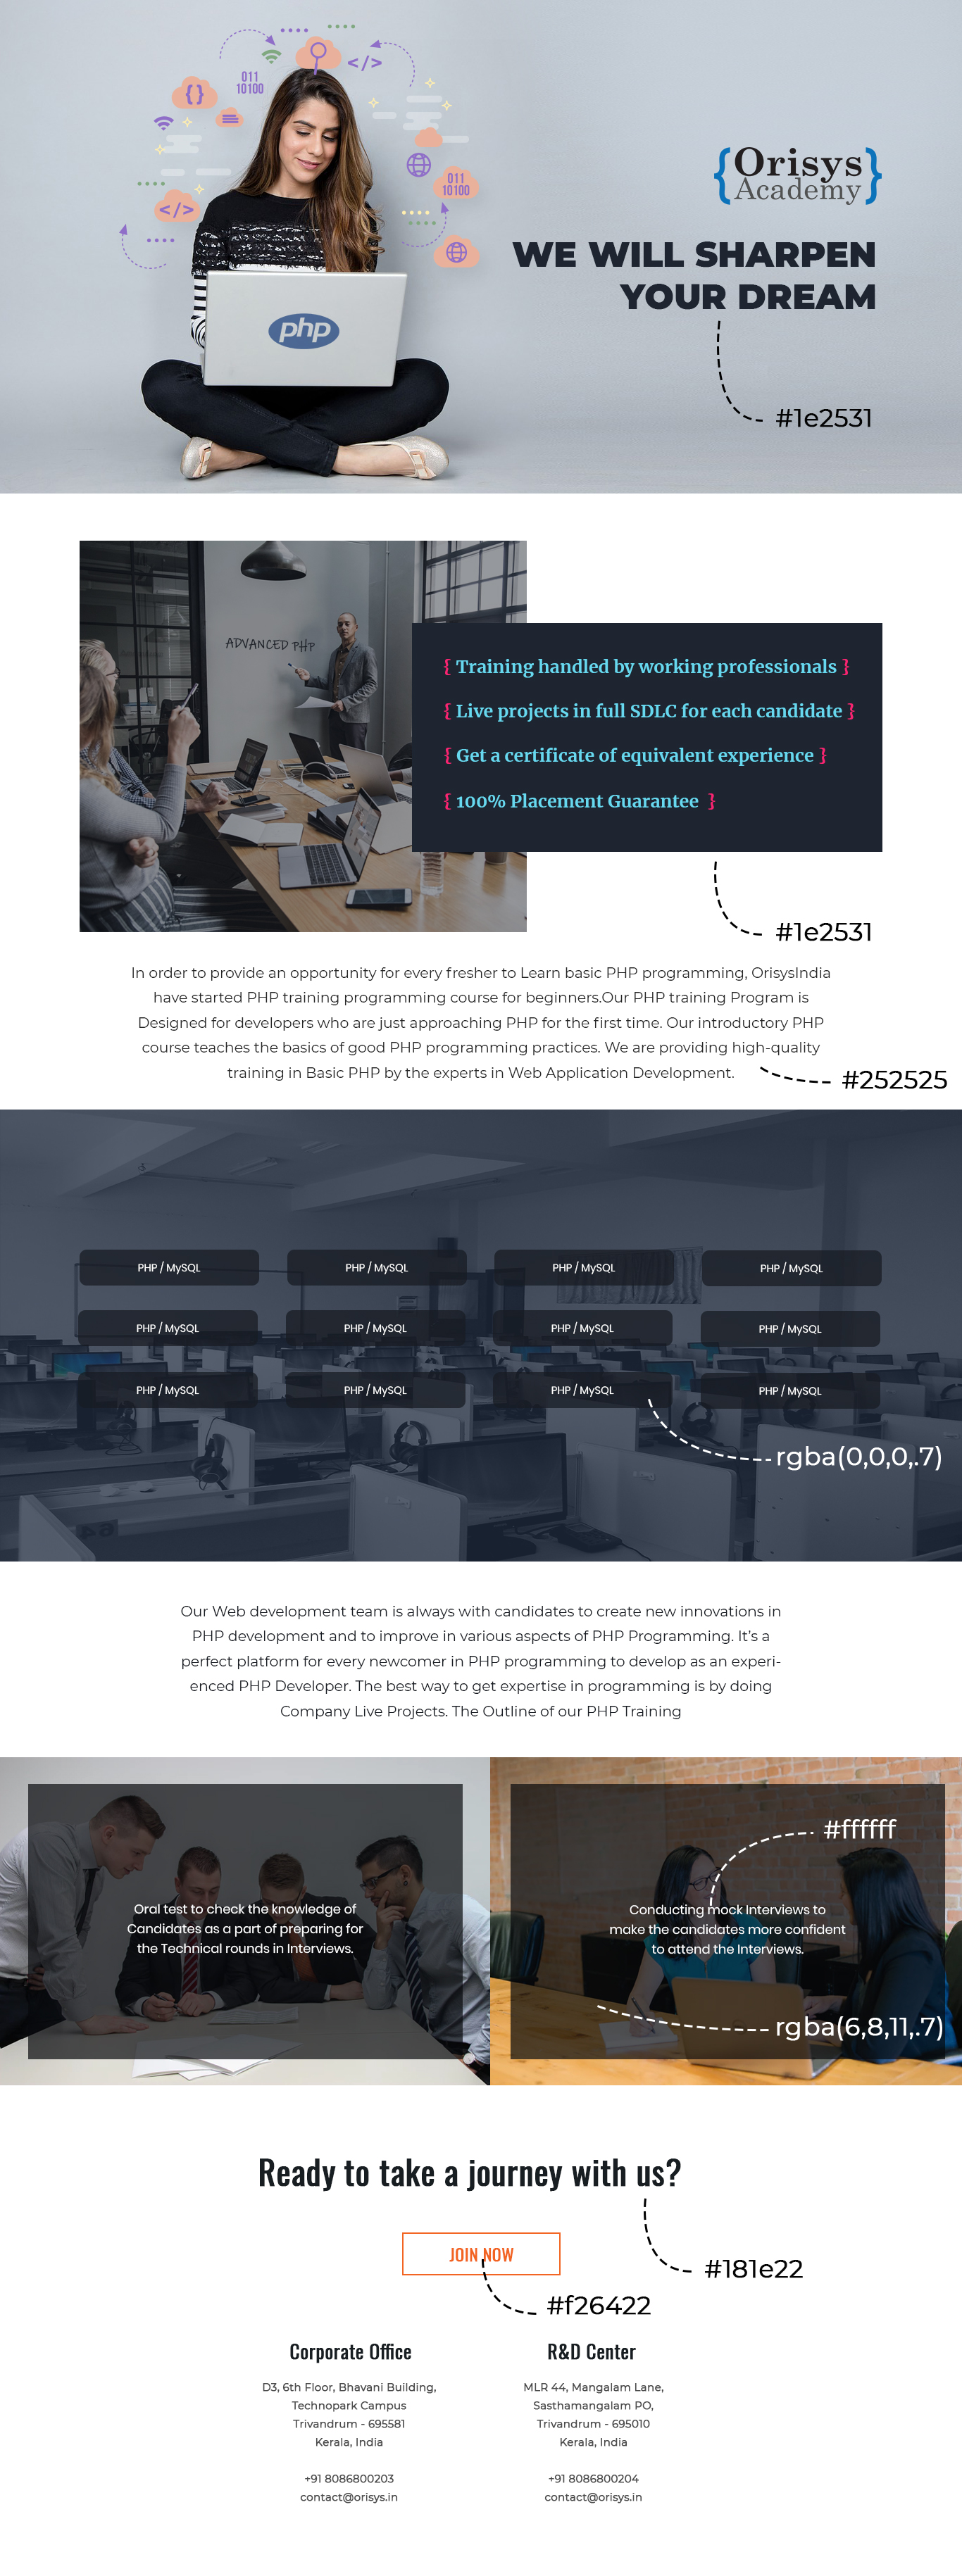 </>
011
10100
{}
011
10100
</>
{Orisys}
Academy
WE WILL SHARPEN
YOUR DREAM
php
#1e2531
ADVANCED PHP
{ Training handled by working professionals }
{ Live projects in full SDLC for each candidate }
{ Get a certificate of equivalent experience }
{ 100% Placement Guarantee }
#1e2531
In order to provide an opportunity for every fresher to Learn basic PHP programming, OrisysIndia
have started PHP training programming course for beginners.Our PHP training Program is
Designed for developers who are just approaching PHP for the first time. Our introductory PHP
course teaches the basics of good PHP programming practices. We are providing high-quality
training in Basic PHP by the experts in Web Application Development.
#252525
PHP / MySQL PHP / MySQL PHP / MySQL PHP / MySQL
PHP / MySQL PHP / MySQL PHP / MySQL PHP / MySQL
PHP / MySQL PHP / MySQL PHP / MySQL PHP / MySQL
rgba(0,0,0,.7)
Our Web development team is always with candidates to create new innovations in
PHP development and to improve in various aspects of PHP Programming. It's a
perfect platform for every newcomer in PHP programming to develop as an experi-
enced PHP Developer. The best way to get expertise in programming is by doing
Company Live Projects. The Outline of our PHP Training
Oral test to check the knowledge of
Candidates as a part of preparing for
the Technical rounds in Interviews.
#ffffff
Conducting mock Interviews to
make the candidates more confident
to attend the Interviews.
rgba(6,8,11,.7)
Ready to take a journey with us?
#181e22
JOIN NOW
#f26422
Corporate Office
D3, 6th Floor, Bhavani Building,
Technopark Campus
Trivandrum - 695581
Kerala, India
+91 8086800203
contact@orisys.in
R&D Center
MLR 44, Mangalam Lane,
Sasthamangalam PO,
Trivandrum - 695010
Kerala, India
+91 8086800204
contact@orisys.in